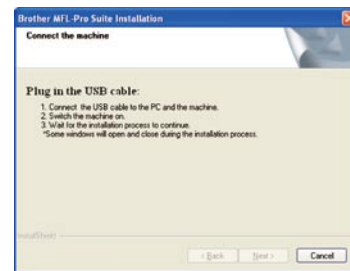 Brother MFL-Pro Suite Installation
Connect the machine
Plug in the USB cable:
1. Connect the USB cable to the PC and the machine.
2. Switch the machine on.
3. Wait for the installation process to continue.
*Some windows will open and close during the installation process.
InstallShield
< Back
Next >
Cancel